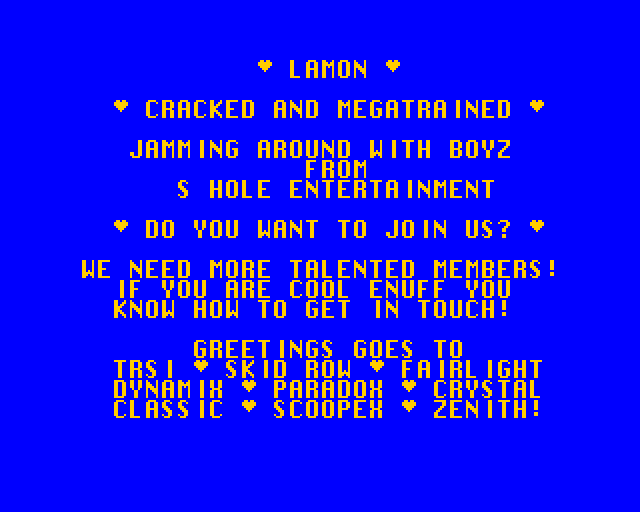 ♥ LAMON ♥
♥ CRACKED AND MEGATRAINED ♥
JAMMING AROUND WITH BOYZ
FROM
S HOLE ENTERTAINMENT
♥ DO YOU WANT TO JOIN US? ♥
WE NEED MORE TALENTED MEMBERS!
IF YOU ARE COOL ENUFF YOU
KNOW HOW TO GET IN TOUCH!
GREETINGS GOES TO
TRSI ♥ SKID ROW ♥ FAIRLIGHT
DYNAMIX ♥ PARADOX ♥ CRYSTAL
CLASSIC ♥ SCOOPEX ♥ ZENITH!